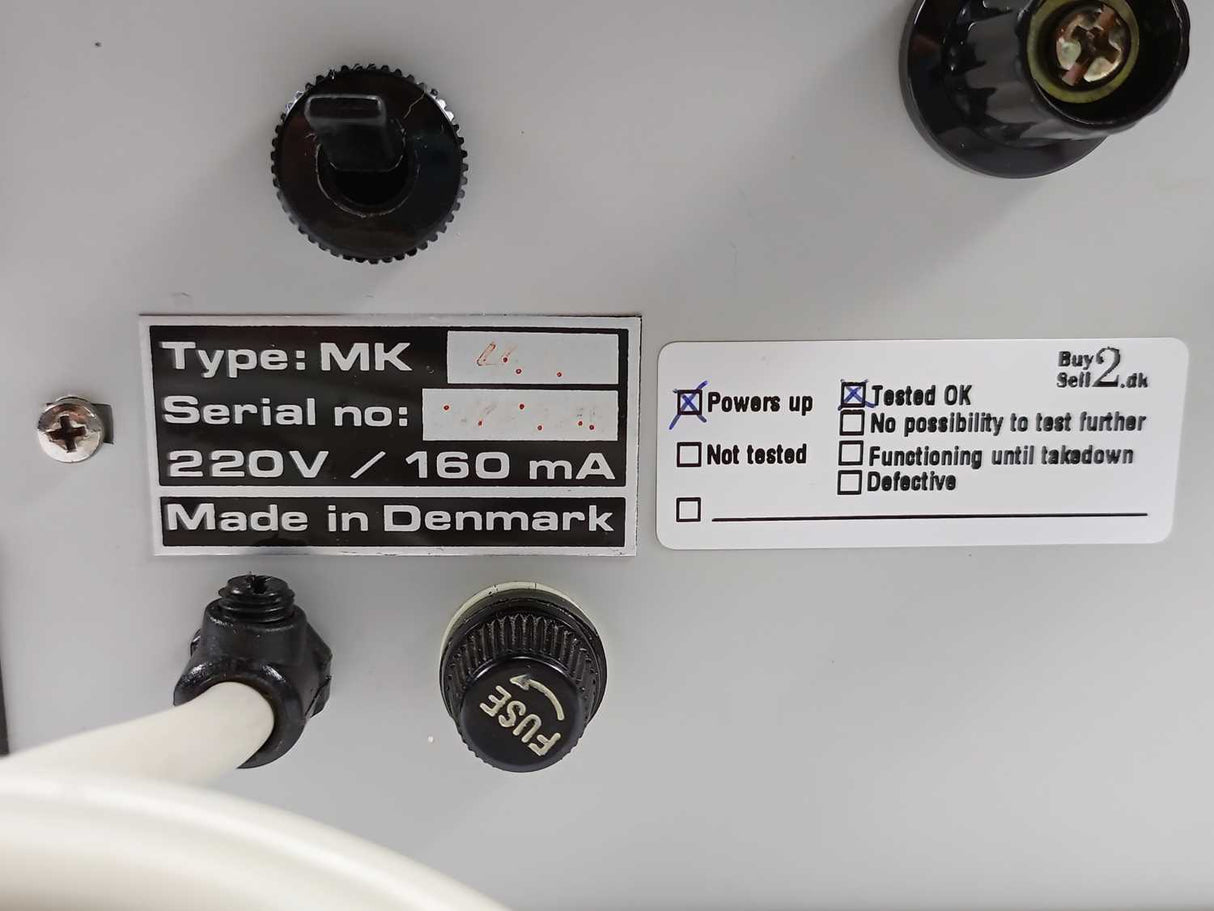 Type: MK
Serial no:
220V / 160 mA
Made in Denmark
Buy 2
Sell .dk
Powers up
Tested OK
No possibility to test further
Not tested
Functioning until takedown
Defective
FUSE